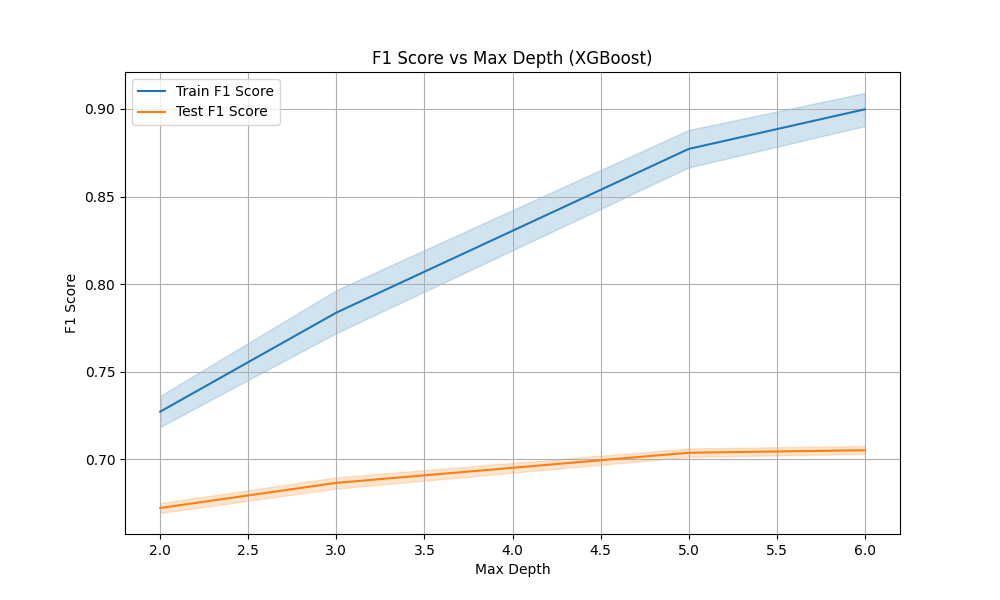 F1 Score vs Max Depth (XGBoost)
Train F1 Score
Test F1 Score
F1 Score
0.90
0.85
0.80
0.75
0.70
2.0 2.5 3.0 3.5 4.0 4.5 5.0 5.5 6.0
Max Depth